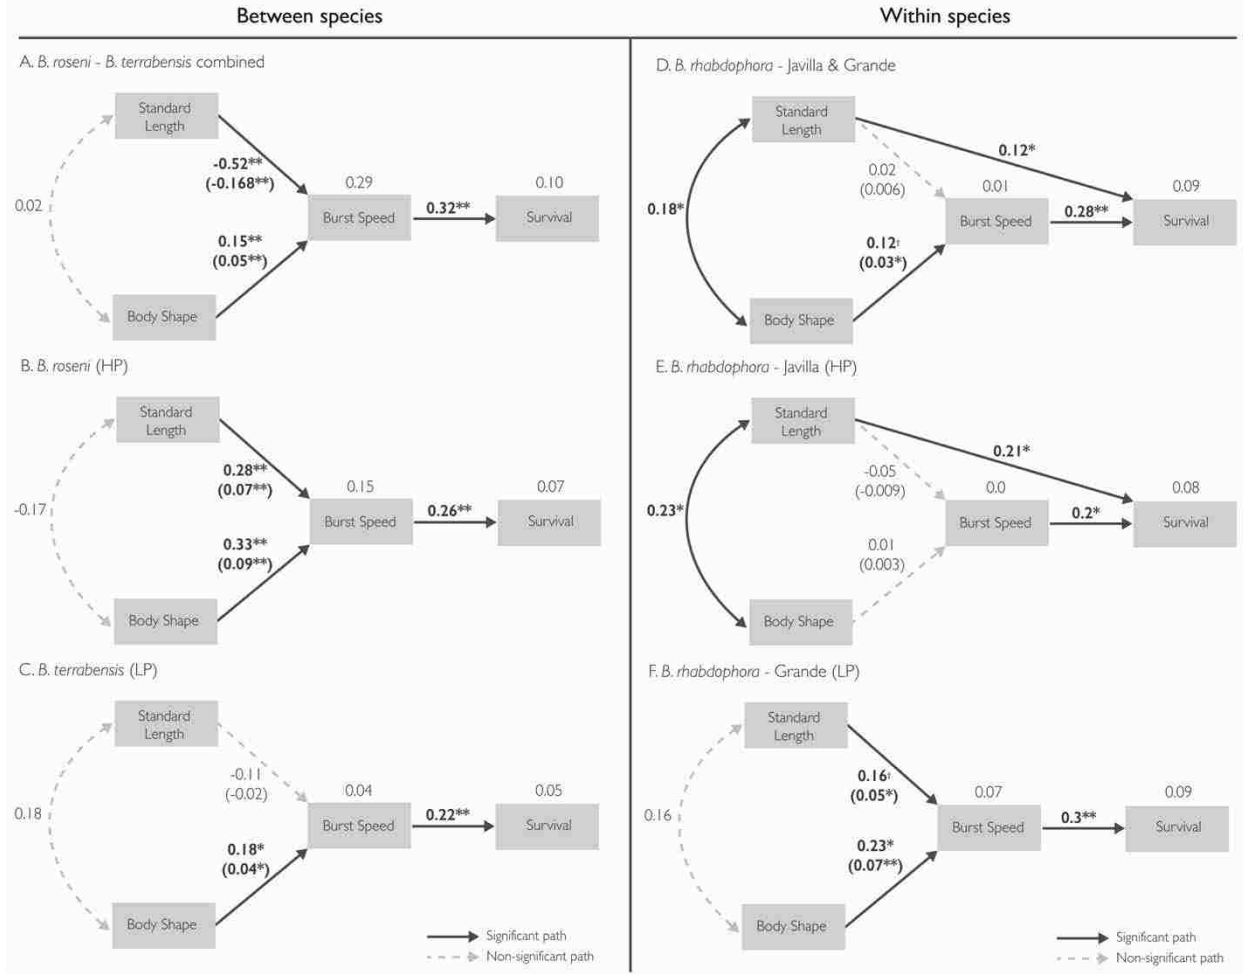 Between species
Within species
A. B. roseni - B. terrabensis combined
Standard
Length
-0.52**
(-0.168**)
0.02
0.29
0.10
Burst Speed
0.32**
Survival
0.15**
(0.05**)
Body Shape
B. B. roseni (HP)
Standard
Length
0.28**
(0.07**)
-0.17
0.15
0.07
Burst Speed
0.26**
Survival
0.33**
(0.09**)
Body Shape
C. B. terrabensis (LP)
Standard
Length
-0.11
(-0.02)
0.18
0.04
0.05
Burst Speed
0.22**
Survival
0.18*
(0.04*)
Body Shape
Significant path
Non-significant path
D. B. rhabdophora - Javilla & Grande
Standard
Length
0.12*
0.02
(0.006)
0.18*
0.01
0.09
Burst Speed
0.28**
Survival
0.12†
(0.03*)
Body Shape
E. B. rhabdophora - Javilla (HP)
Standard
Length
0.21*
-0.05
(-0.009)
0.23*
0.0
0.08
Burst Speed
0.2*
Survival
0.01
(0.003)
Body Shape
F. B. rhabdophora - Grande (LP)
Standard
Length
0.16†
(0.05*)
0.16
0.07
0.09
Burst Speed
0.3**
Survival
0.23*
(0.07**)
Body Shape
Significant path
Non-significant path